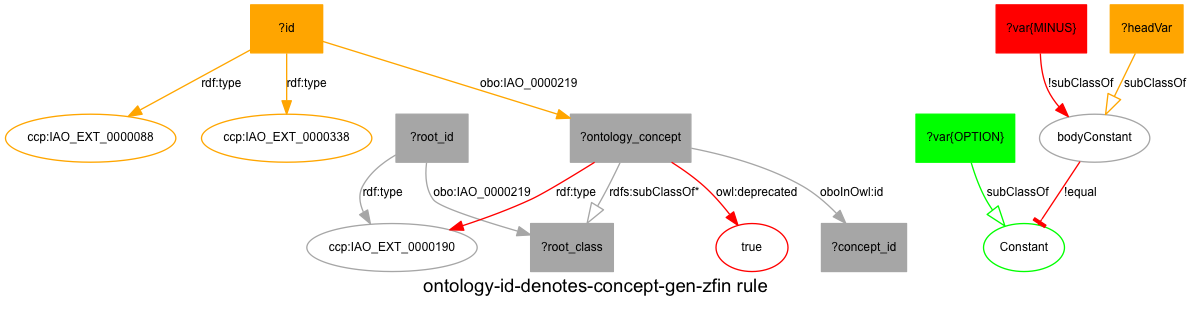 ?id
?var{MINUS}
?headVar
rdf:type
rdf:type
obo:IAO_0000219
!subClassOf
subClassOf
ccp:IAO_EXT_0000088
ccp:IAO_EXT_0000338
?root_id
?ontology_concept
?var{OPTION}
bodyConstant
rdf:type
obo:IAO_0000219
rdf:type
rdfs:subClassOf*
owl:deprecated
oboInOwl:id
subClassOf
!equal
ccp:IAO_EXT_0000190
?root_class
true
?concept_id
Constant
ontology-id-denotes-concept-gen-zfin rule